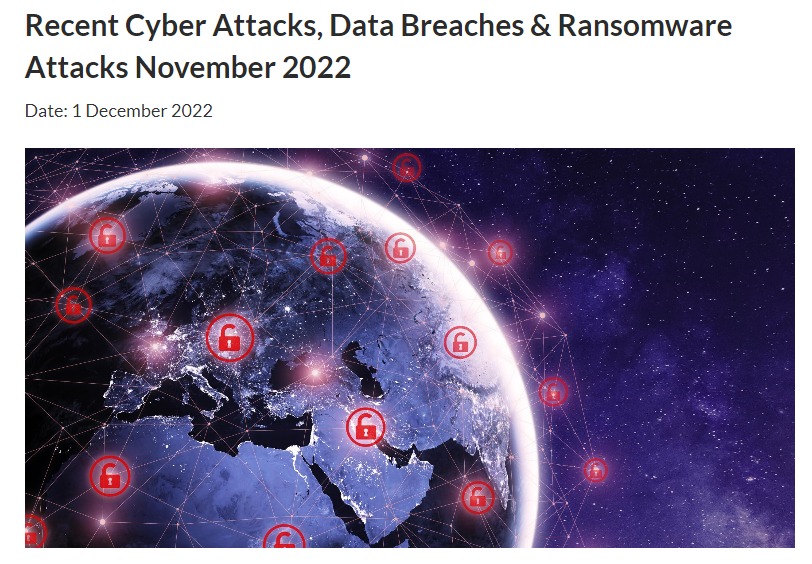 Recent Cyber Attacks, Data Breaches & Ransomware
Attacks November 2022
Date: 1 December 2022